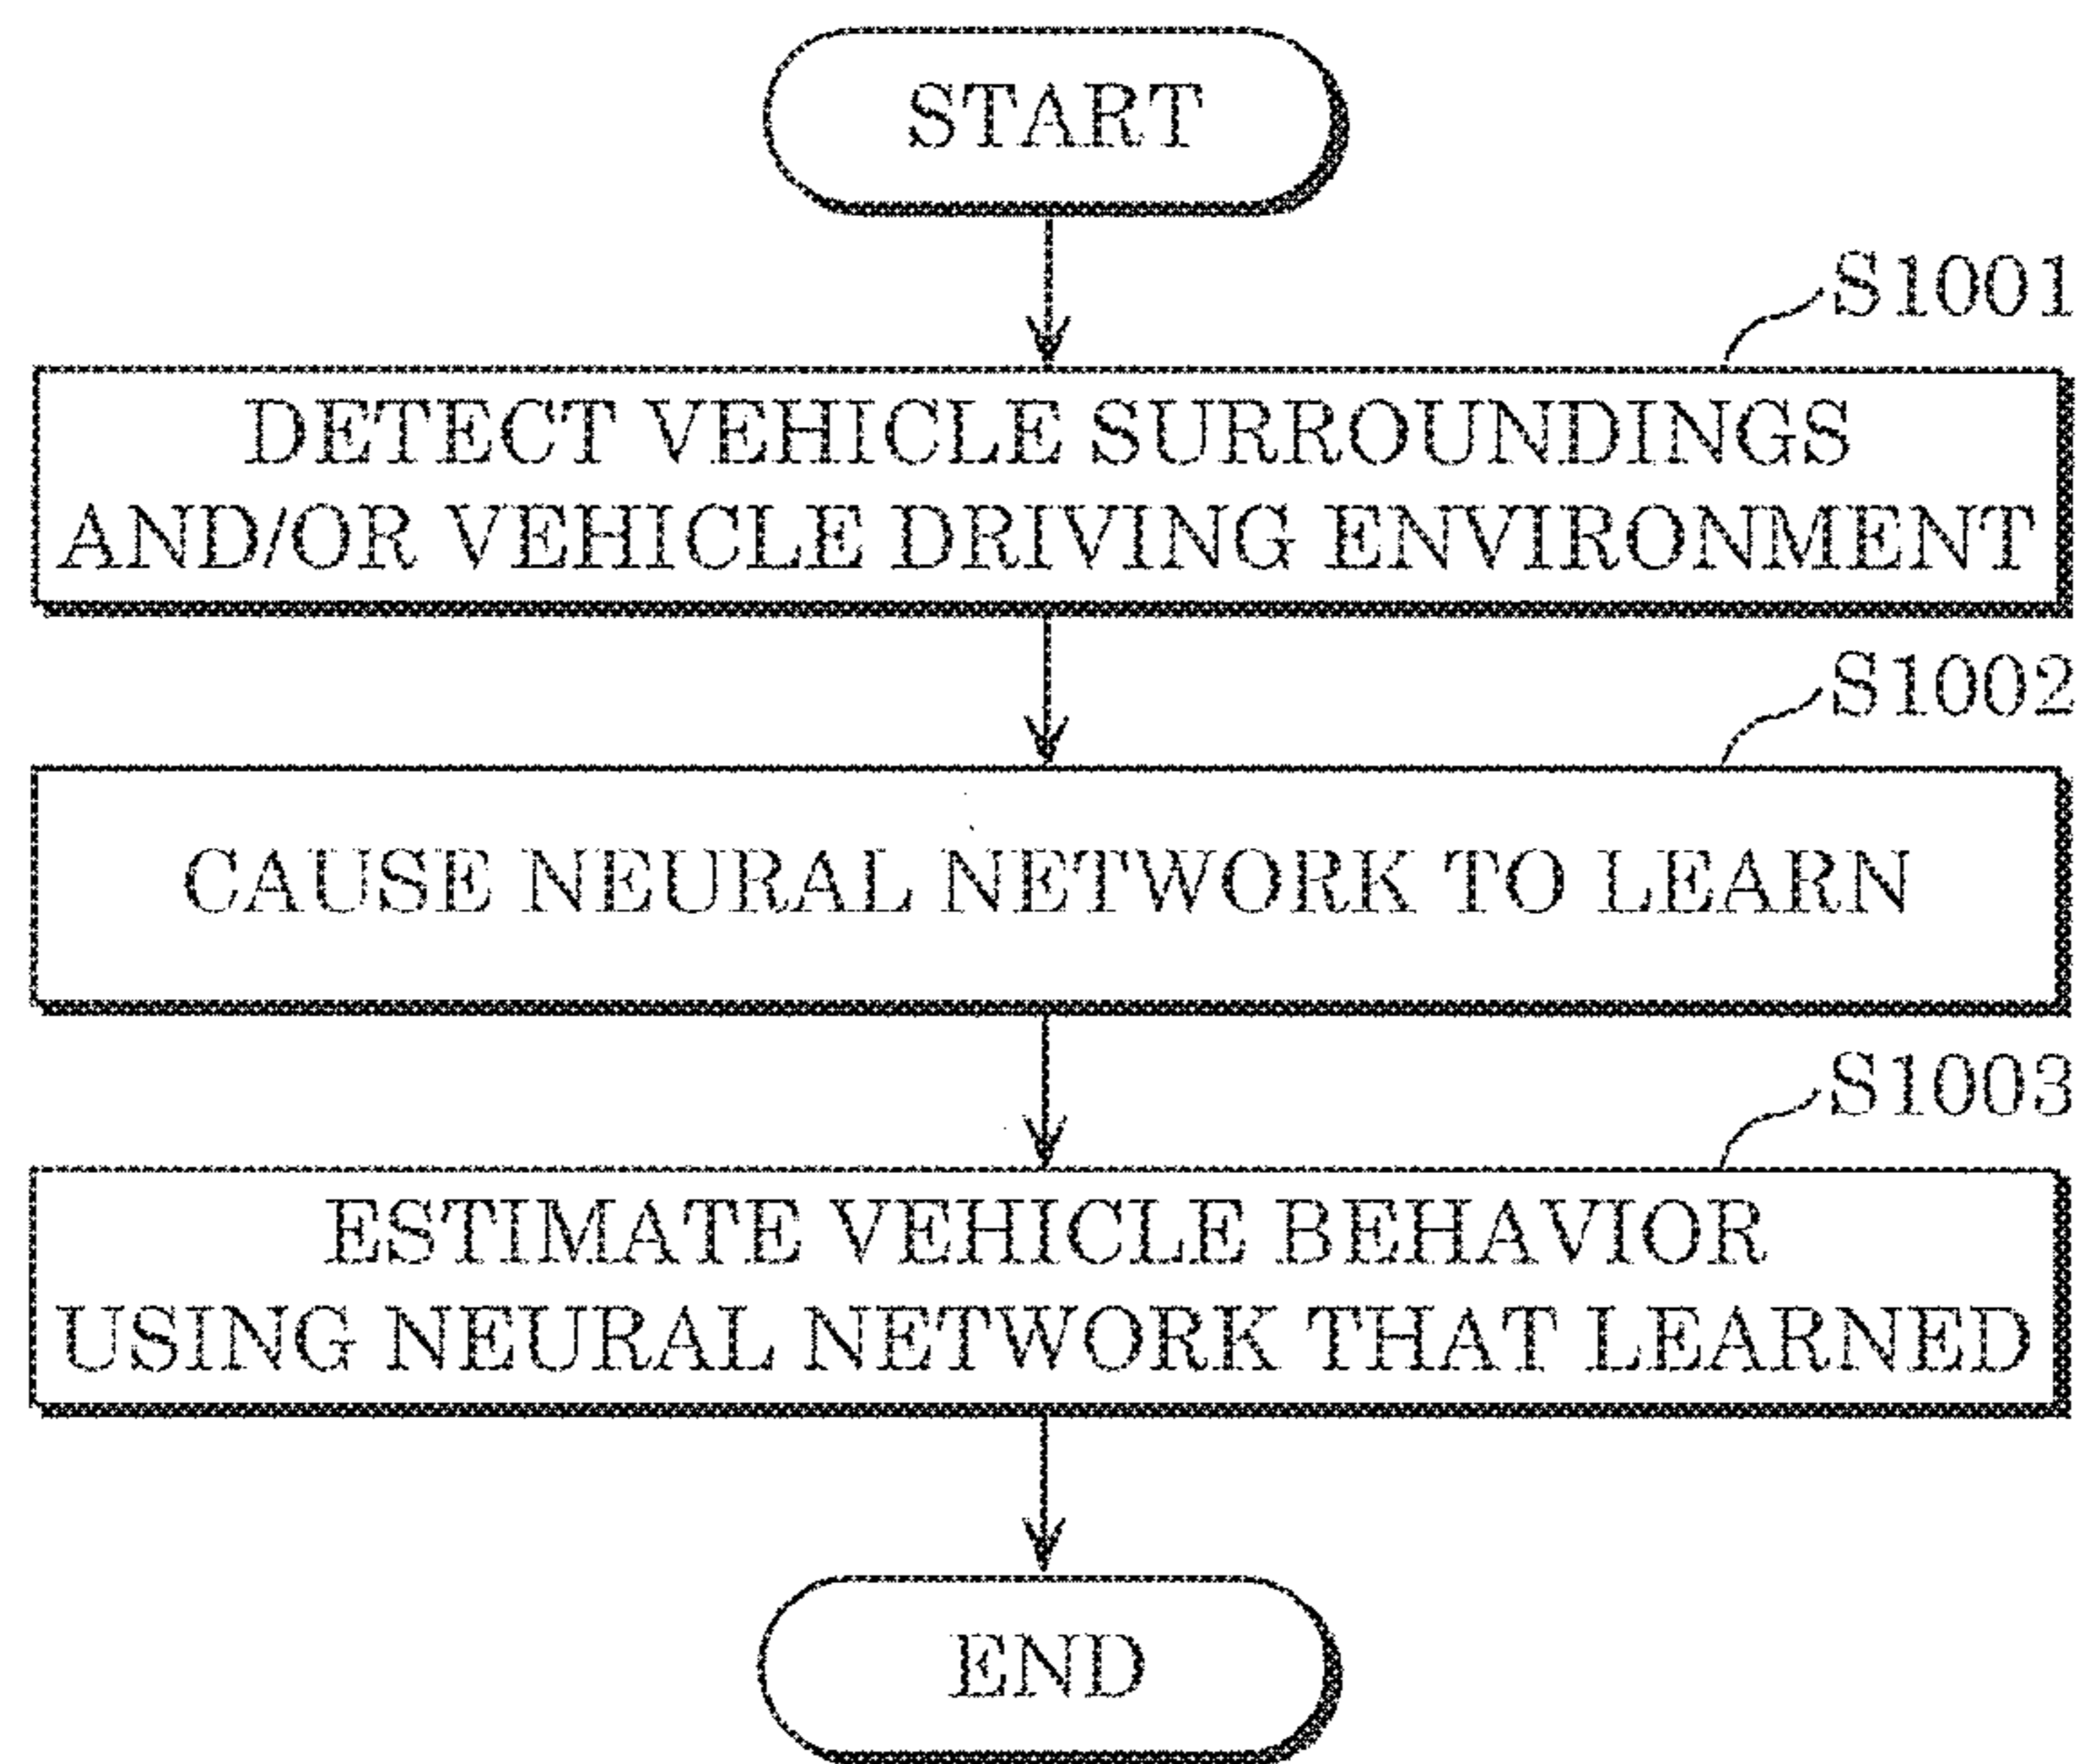 START
S1001
DETECT VEHICLE SURROUNDINGS
AND/OR VEHICLE DRIVING ENVIRONMENT
S1002
CAUSE NEURAL NETWORK TO LEARN
S1003
ESTIMATE VEHICLE BEHAVIOR
USING NEURAL NETWORK THAT LEARNED
END